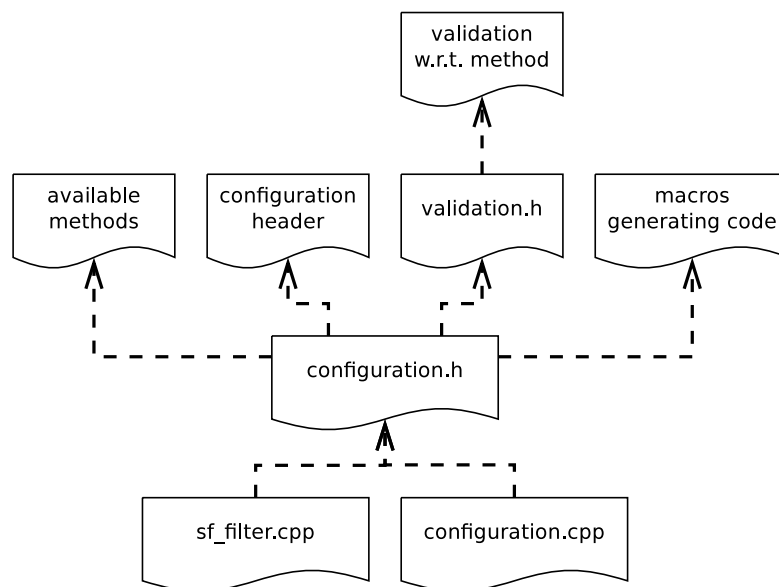 validation
w.r.t. method
available
methods
configuration
header
validation.h
macros
generating code
configuration.h
sf_filter.cpp
configuration.cpp